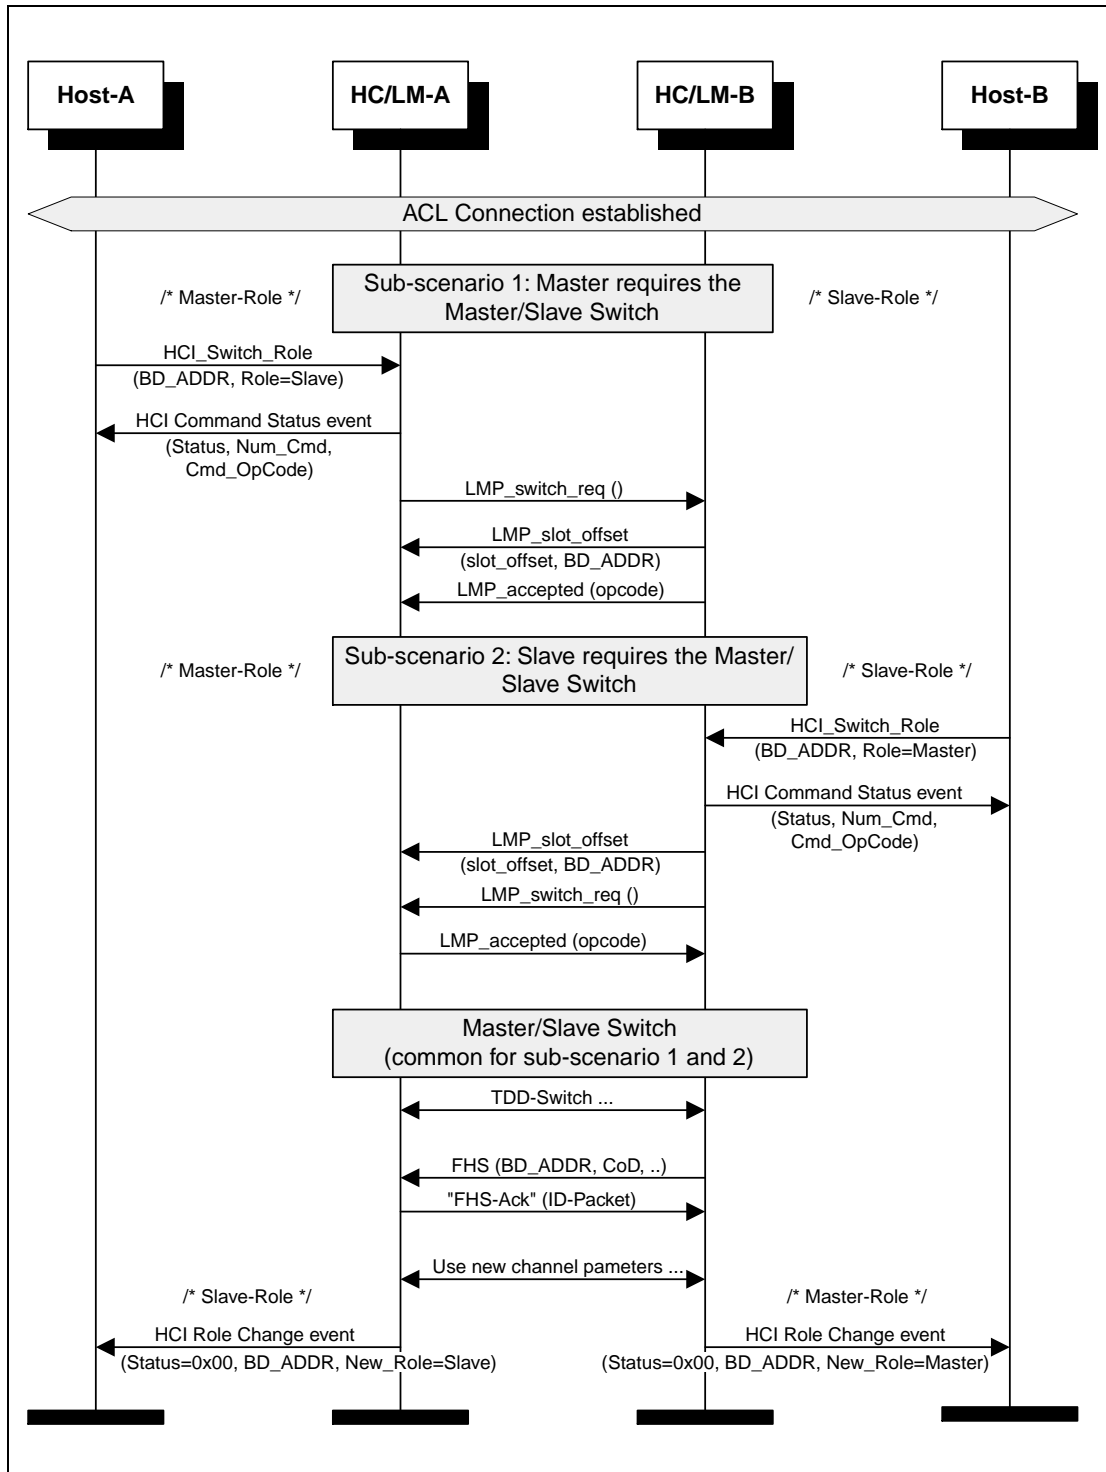 Host-A
HC/LM-A
HC/LM-B
Host-B
ACL Connection established
/* Master-Role */
Sub-scenario 1: Master requires the
Master/Slave Switch
/* Slave-Role */
HCI_Switch_Role
(BD_ADDR, Role=Slave)
HCI Command Status event
(Status, Num_Cmd,
Cmd_OpCode)
LMP_switch_req ()
LMP_slot_offset
(slot_offset, BD_ADDR)
LMP_accepted (opcode)
/* Master-Role */
Sub-scenario 2: Slave requires the Master/
Slave Switch
/* Slave-Role */
HCI_Switch_Role
(BD_ADDR, Role=Master)
HCI Command Status event
(Status, Num_Cmd,
Cmd_OpCode)
LMP_slot_offset
(slot_offset, BD_ADDR)
LMP_switch_req ()
LMP_accepted (opcode)
Master/Slave Switch
(common for sub-scenario 1 and 2)
TDD-Switch ...
FHS (BD_ADDR, CoD, ..)
"FHS-Ack" (ID-Packet)
Use new channel pameters ...
/* Slave-Role */
/* Master-Role */
HCI Role Change event
(Status=0x00, BD_ADDR, New_Role=Slave)
HCI Role Change event
(Status=0x00, BD_ADDR, New_Role=Master)